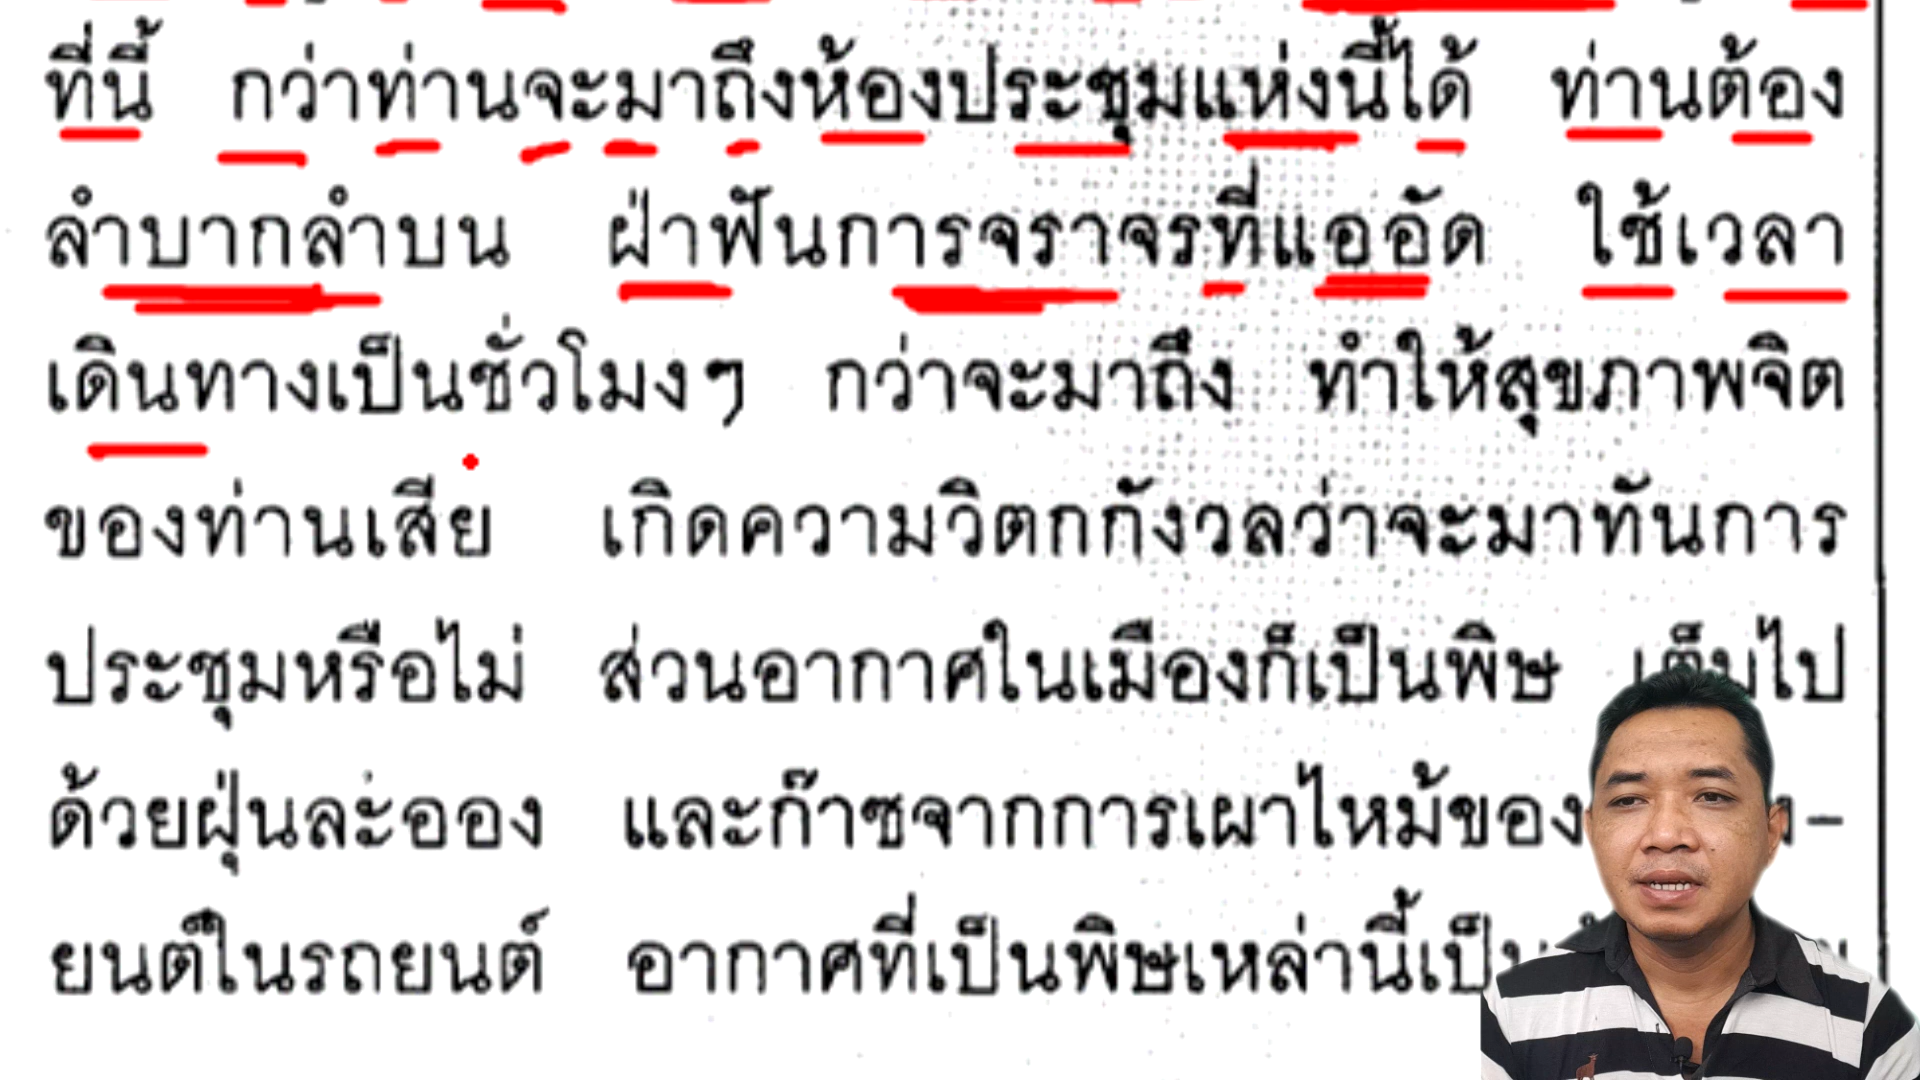 ที่นี้ กว่าท่านจะมาถึงห้องประชุมแห่งนี้ได้ ท่านต้อง
ลำบากลำบน ฝ่าฟันการจราจรที่แออัด ใช้เวลา
เดินทางเป็นชั่วโมงๆ กว่าจะมาถึง ทำให้สุขภาพจิต
ของท่านเสีย เกิดความวิตกกังวลว่าจะมาทันการ
ประชุมหรือไม่ ส่วนอากาศในเมืองก็เป็นพิษ เต็มไป
ด้วยฝุ่นละออง และก๊าซจากการเผาไหม้ของ
ยนต์ในรถยนต์ อากาศที่เป็นพิษเหล่านี้เป็น